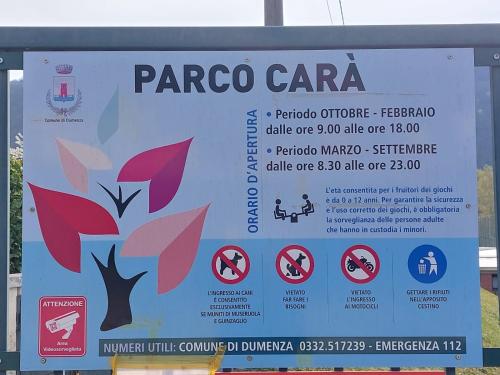 PARCO CARÀ
Comune di Dumenza
ORARIO D'APERTURA
• Periodo OTTOBRE - FEBBRAIO
dalle ore 9.00 alle ore 18.00
• Periodo MARZO - SETTEMBRE
dalle ore 8.30 alle ore 23.00
L'età consentita per i fruitori dei giochi
è da 0 a 12 anni. Per garantire la sicurezza
e l'uso corretto dei giochi, è obbligatoria
la sorveglianza delle persone adulte
che hanno in custodia i minori.
L'INGRESSO AI CANI
È CONSENTITO
ESCLUSIVAMENTE
SE MUNITI DI MUSERUOLA
E GUINZAGLIO
VIETATO
FAR FARE I
BISOGNI
VIETATO
L'INGRESSO
AI MOTOCICLI
GETTARE I RIFIUTI
NELL'APPOSITO
CESTINO
ATTENZIONE
Area
Videosorvegliata
NUMERI UTILI: COMUNE DI DUMENZA 0332.517239 - EMERGENZA 112